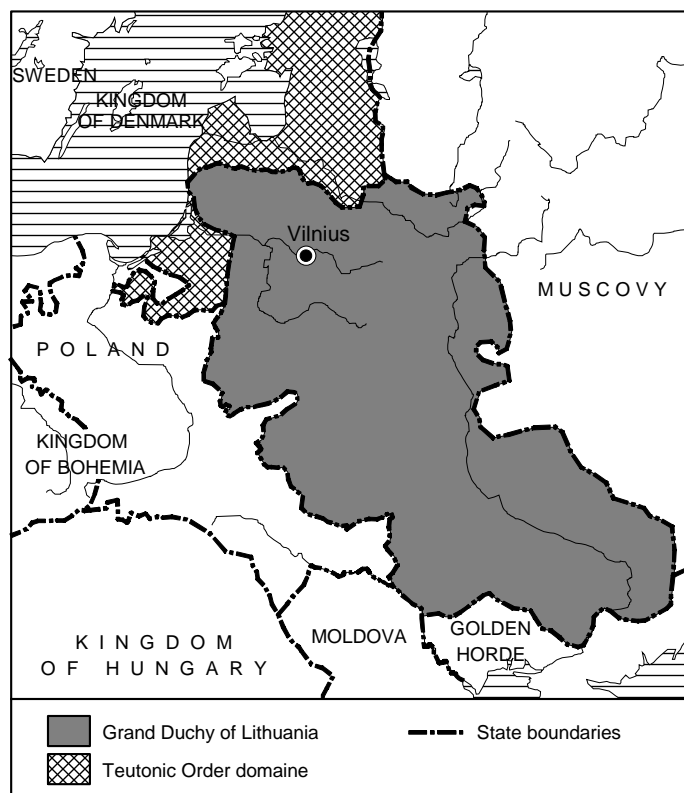 SWEDEN
KINGDOM
OF DENMARK
Vilnius
MUSCOVY
POLAND
KINGDOM
OF BOHEMIA
KINGDOM
OF HUNGARY
MOLDOVA
GOLDEN
HORDE
Grand Duchy of Lithuania
State boundaries
Teutonic Order domaine